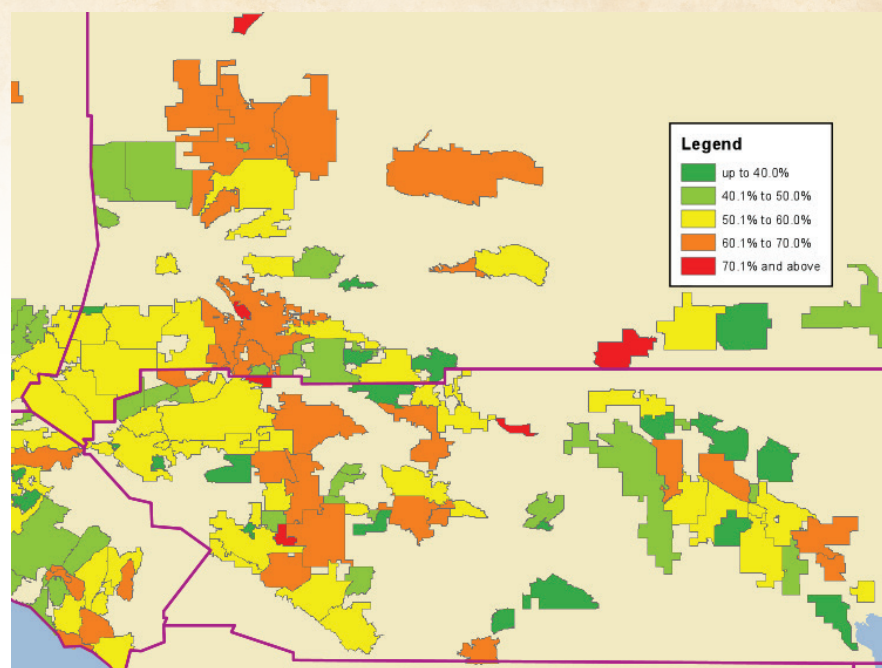 Legend
up to 40.0%
40.1% to 50.0%
50.1% to 60.0%
60.1% to 70.0%
70.1% and above